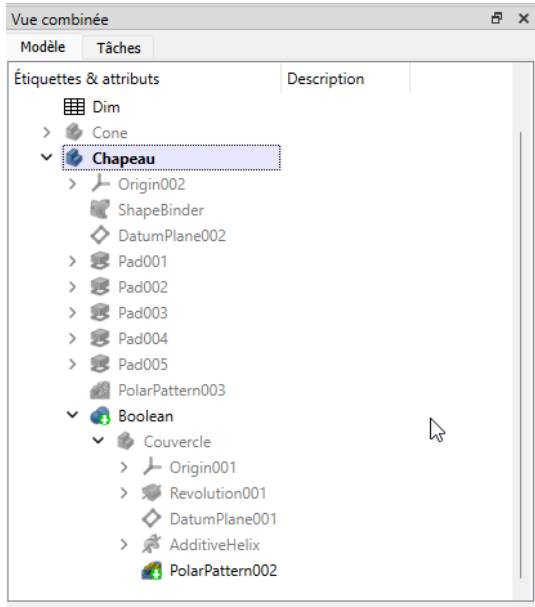 Vue combinée
Modèle Tâches
Étiquettes & attributs Description
Dim
Cone
Chapeau
Origin002
ShapeBinder
DatumPlane002
Pad001
Pad002
Pad003
Pad004
Pad005
PolarPattern003
Boolean
Couvercle
Origin001
Revolution001
DatumPlane001
AdditiveHelix
PolarPattern002